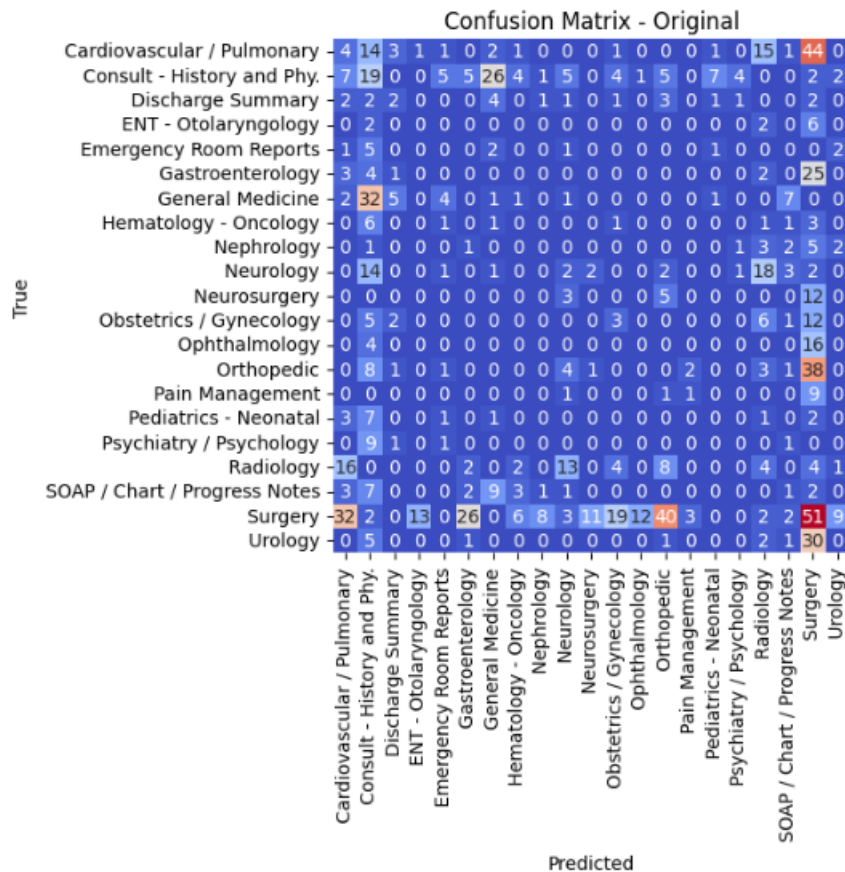 Confusion Matrix - Original
True
Cardiovascular / Pulmonary 4 14 3 1 1 0 2 1 0 0 0 1 0 0 0 1 0 15 1 44 0
Consult - History and Phy. 7 19 0 0 5 5 26 4 1 5 0 4 1 5 0 7 4 0 0 2 2
Discharge Summary 2 2 2 0 0 0 4 0 1 1 0 1 0 3 0 1 1 0 0 2 0
ENT - Otolaryngology 0 2 0 0 0 0 0 0 0 0 0 0 0 0 0 0 0 2 0 6 0
Emergency Room Reports 1 5 0 0 0 0 2 0 0 1 0 0 0 0 0 1 0 0 0 0 2
Gastroenterology 3 4 1 0 0 0 0 0 0 0 0 0 0 0 0 0 0 2 0 25 0
General Medicine 2 32 5 0 4 0 1 1 0 1 0 0 0 0 0 1 0 0 7 0 0
Hematology - Oncology 0 6 0 0 1 0 1 0 0 0 0 1 0 0 0 0 0 1 1 3 0
Nephrology 0 1 0 0 0 1 0 0 0 0 0 0 0 0 0 0 1 3 2 5 2
Neurology 0 14 0 0 1 0 1 0 0 2 2 0 0 2 0 0 1 18 3 2 0
Neurosurgery 0 0 0 0 0 0 0 0 0 3 0 0 0 5 0 0 0 0 0 12 0
Obstetrics / Gynecology 0 5 2 0 0 0 0 0 0 0 0 3 0 0 0 0 0 6 1 12 0
Ophthalmology 0 4 0 0 0 0 0 0 0 0 0 0 0 0 0 0 0 0 0 16 0
Orthopedic 0 8 1 0 1 0 0 0 0 4 1 0 0 0 2 0 0 3 1 38 0
Pain Management 0 0 0 0 0 0 0 0 0 1 0 0 0 1 1 0 0 0 0 9 0
Pediatrics - Neonatal 3 7 0 0 1 0 1 0 0 0 0 0 0 0 0 0 0 1 0 2 0
Psychiatry / Psychology 0 9 1 0 1 0 0 0 0 0 0 0 0 0 0 0 0 0 1 0 0
Radiology 16 0 0 0 0 2 0 2 0 13 0 4 0 8 0 0 0 4 0 4 1
SOAP / Chart / Progress Notes 3 7 0 0 0 2 9 3 1 1 0 0 0 0 0 0 0 0 1 2 0
Surgery 32 2 0 13 0 26 0 6 8 3 11 19 12 40 3 0 0 2 2 51 9
Urology 0 5 0 0 0 1 0 0 0 0 0 0 0 1 0 0 0 2 1 30 0
Cardiovascular / Pulmonary
Consult - History and Phy.
Discharge Summary
ENT - Otolaryngology
Emergency Room Reports
Gastroenterology
General Medicine
Hematology - Oncology
Nephrology
Neurology
Neurosurgery
Obstetrics / Gynecology
Ophthalmology
Orthopedic
Pain Management
Pediatrics - Neonatal
Psychiatry / Psychology
Radiology
SOAP / Chart / Progress Notes
Surgery
Urology
Predicted